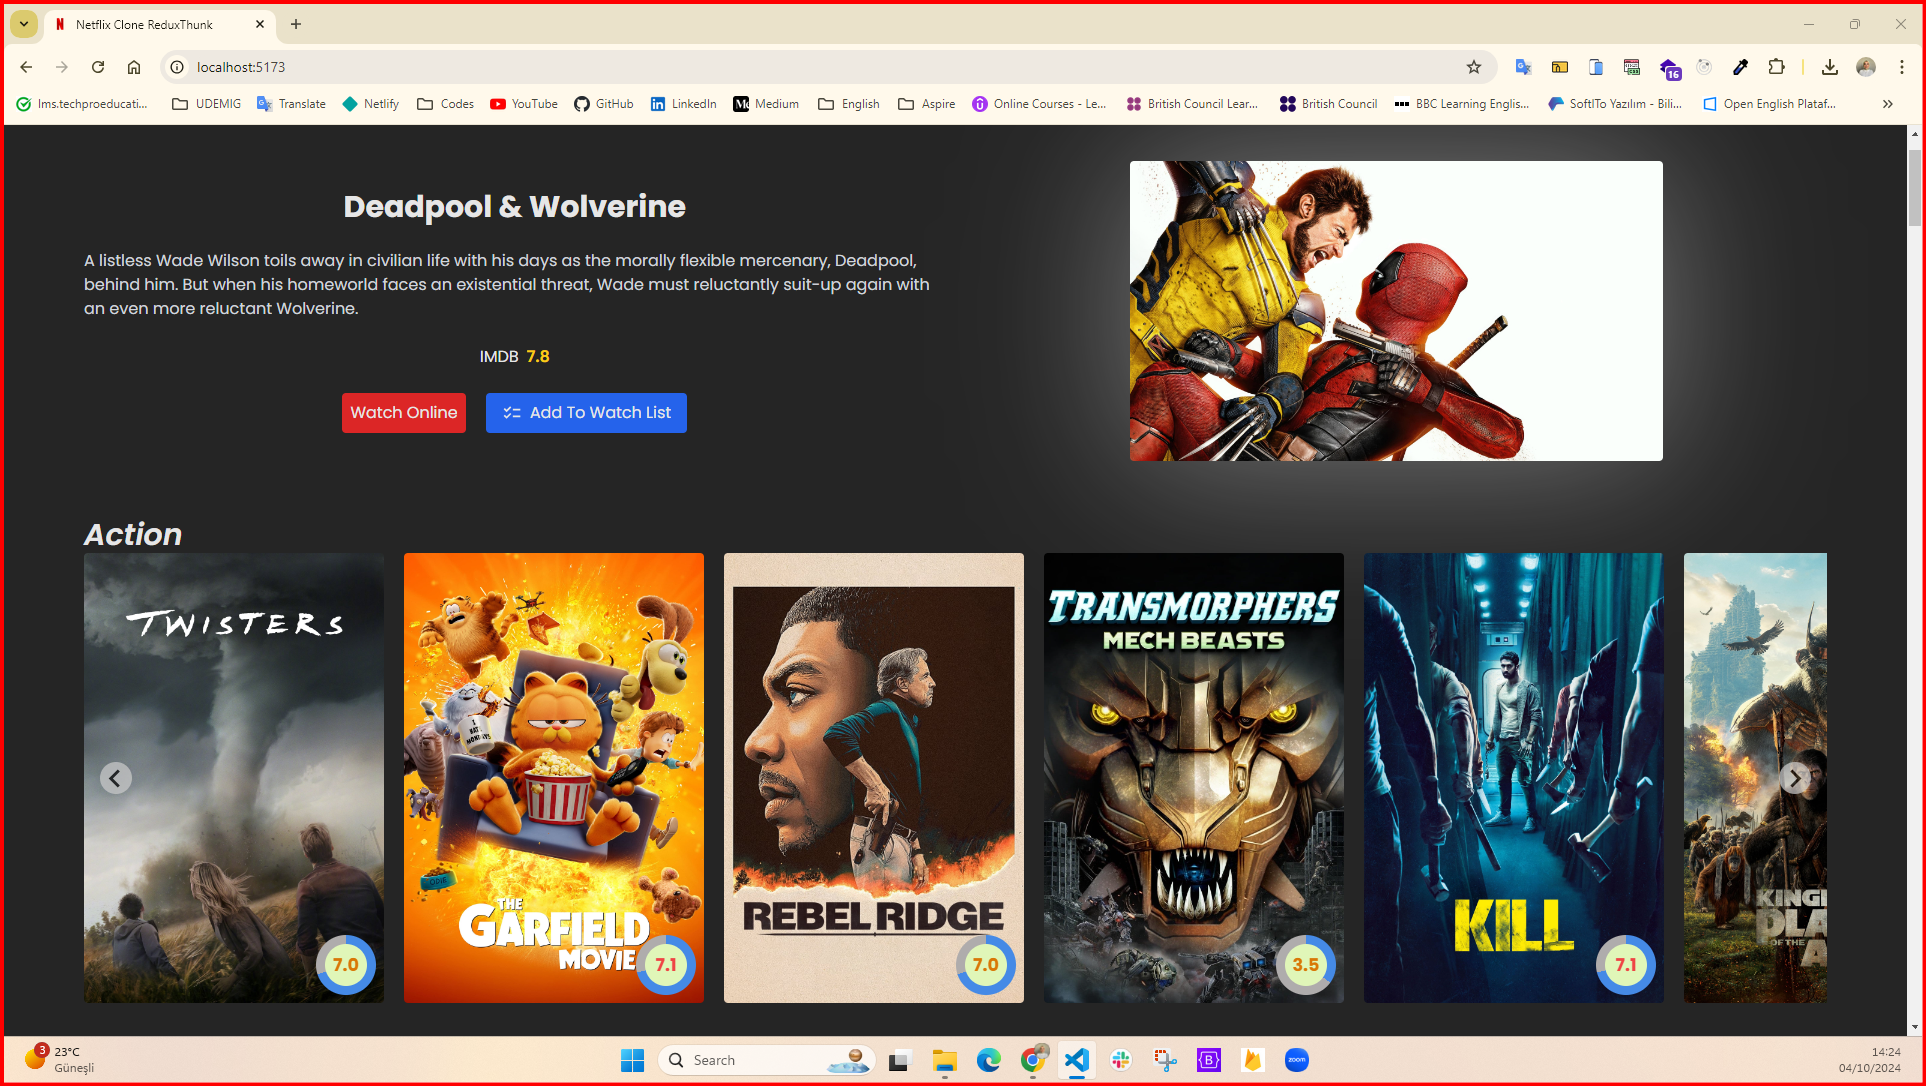 Netflix Clone ReduxThunk
localhost:5173
16
lms.techproeducati...
UDEMIG
Translate
Netlify
Codes
YouTube
GitHub
LinkedIn
Medium
English
Aspire
Online Courses - Le...
British Council Lear...
British Council
BBC Learning Englis...
SoftITo Yazılım - Bili...
Open English Plataf...
Deadpool & Wolverine
A listless Wade Wilson toils away in civilian life with his days as the morally flexible mercenary, Deadpool,
behind him. But when his homeworld faces an existential threat, Wade must reluctantly suit-up again with
an even more reluctant Wolverine.
IMDB 7.8
Watch Online
Add To Watch List
Action
TWISTERS
7.0
I
HATE
MONDAYS
ODIE
THE
GARFIELD
MOVIE
7.1
REBEL RIDGE
7.0
TRANSMORPHERS
MECH BEASTS
3.5
KILL
7.1
KING
PLA
OF THE
A
3
23°C
Güneşli
Search
zoom
14:24
04/10/2024